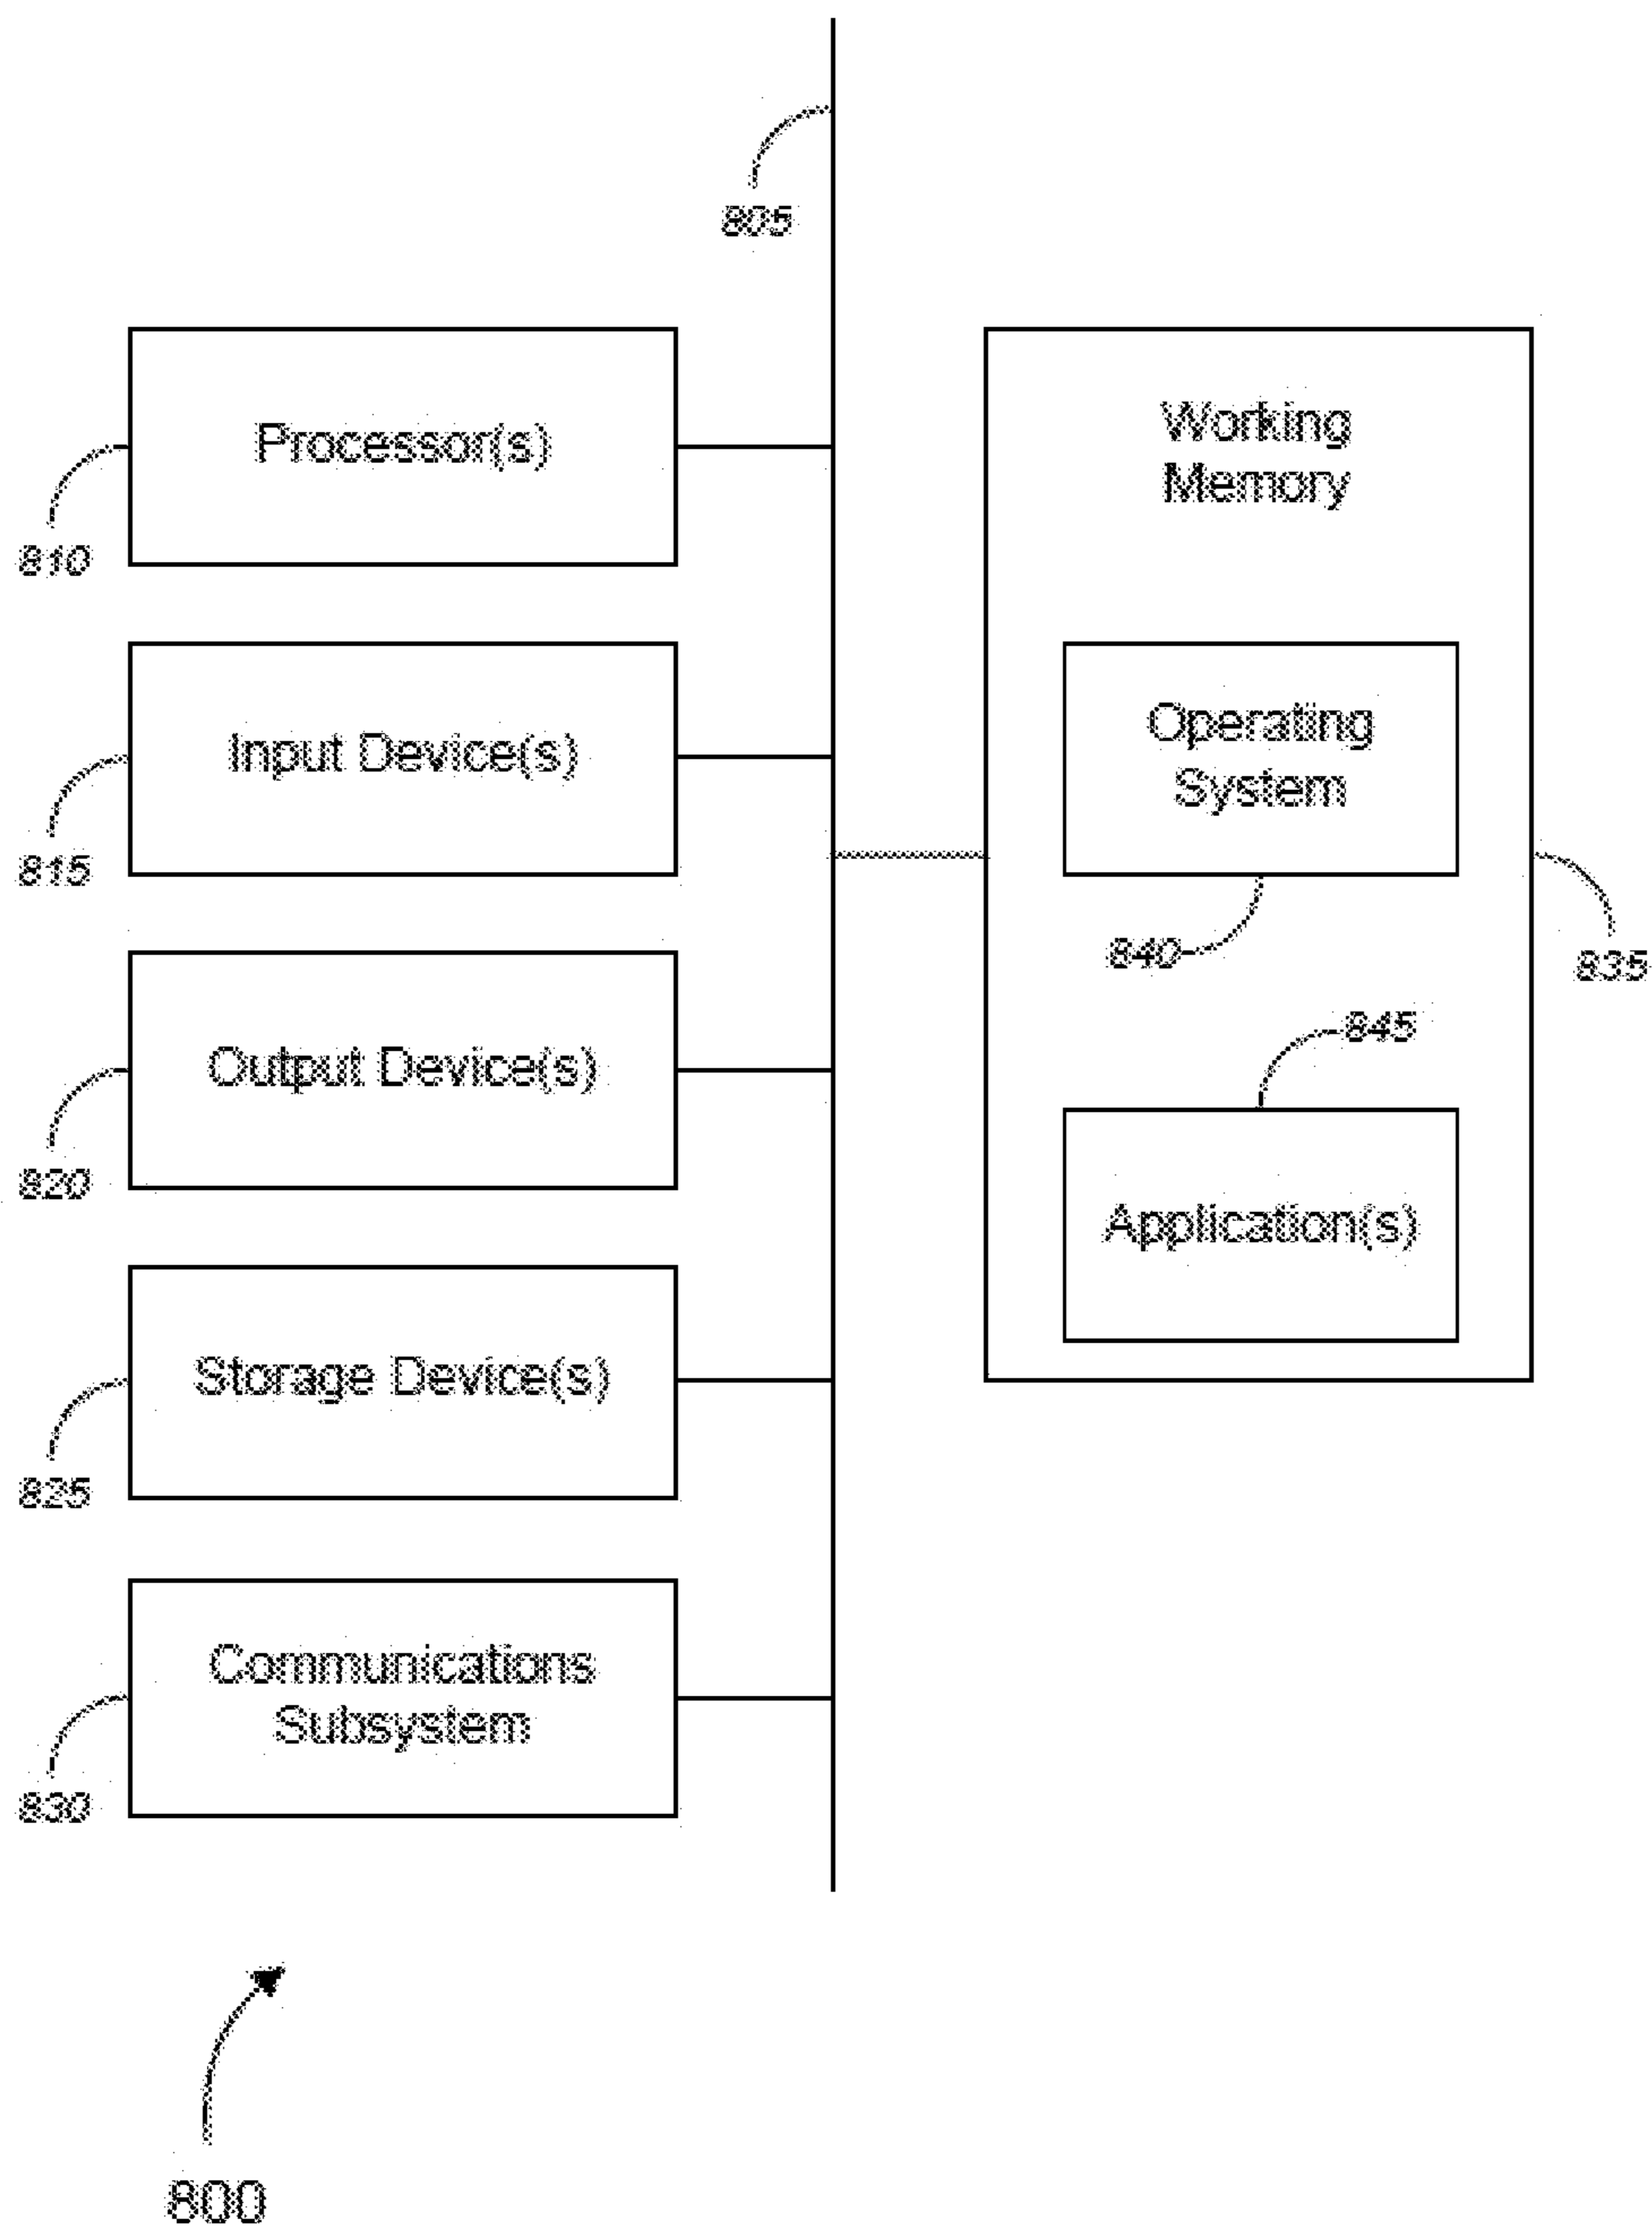 805
Processor(s)
810
Input Device(s)
815
Output Device(s)
820
Storage Device(s)
825
Communications
Subsystem
830
Working
Memory
Operating
System
840
835
845
Application(s)
800